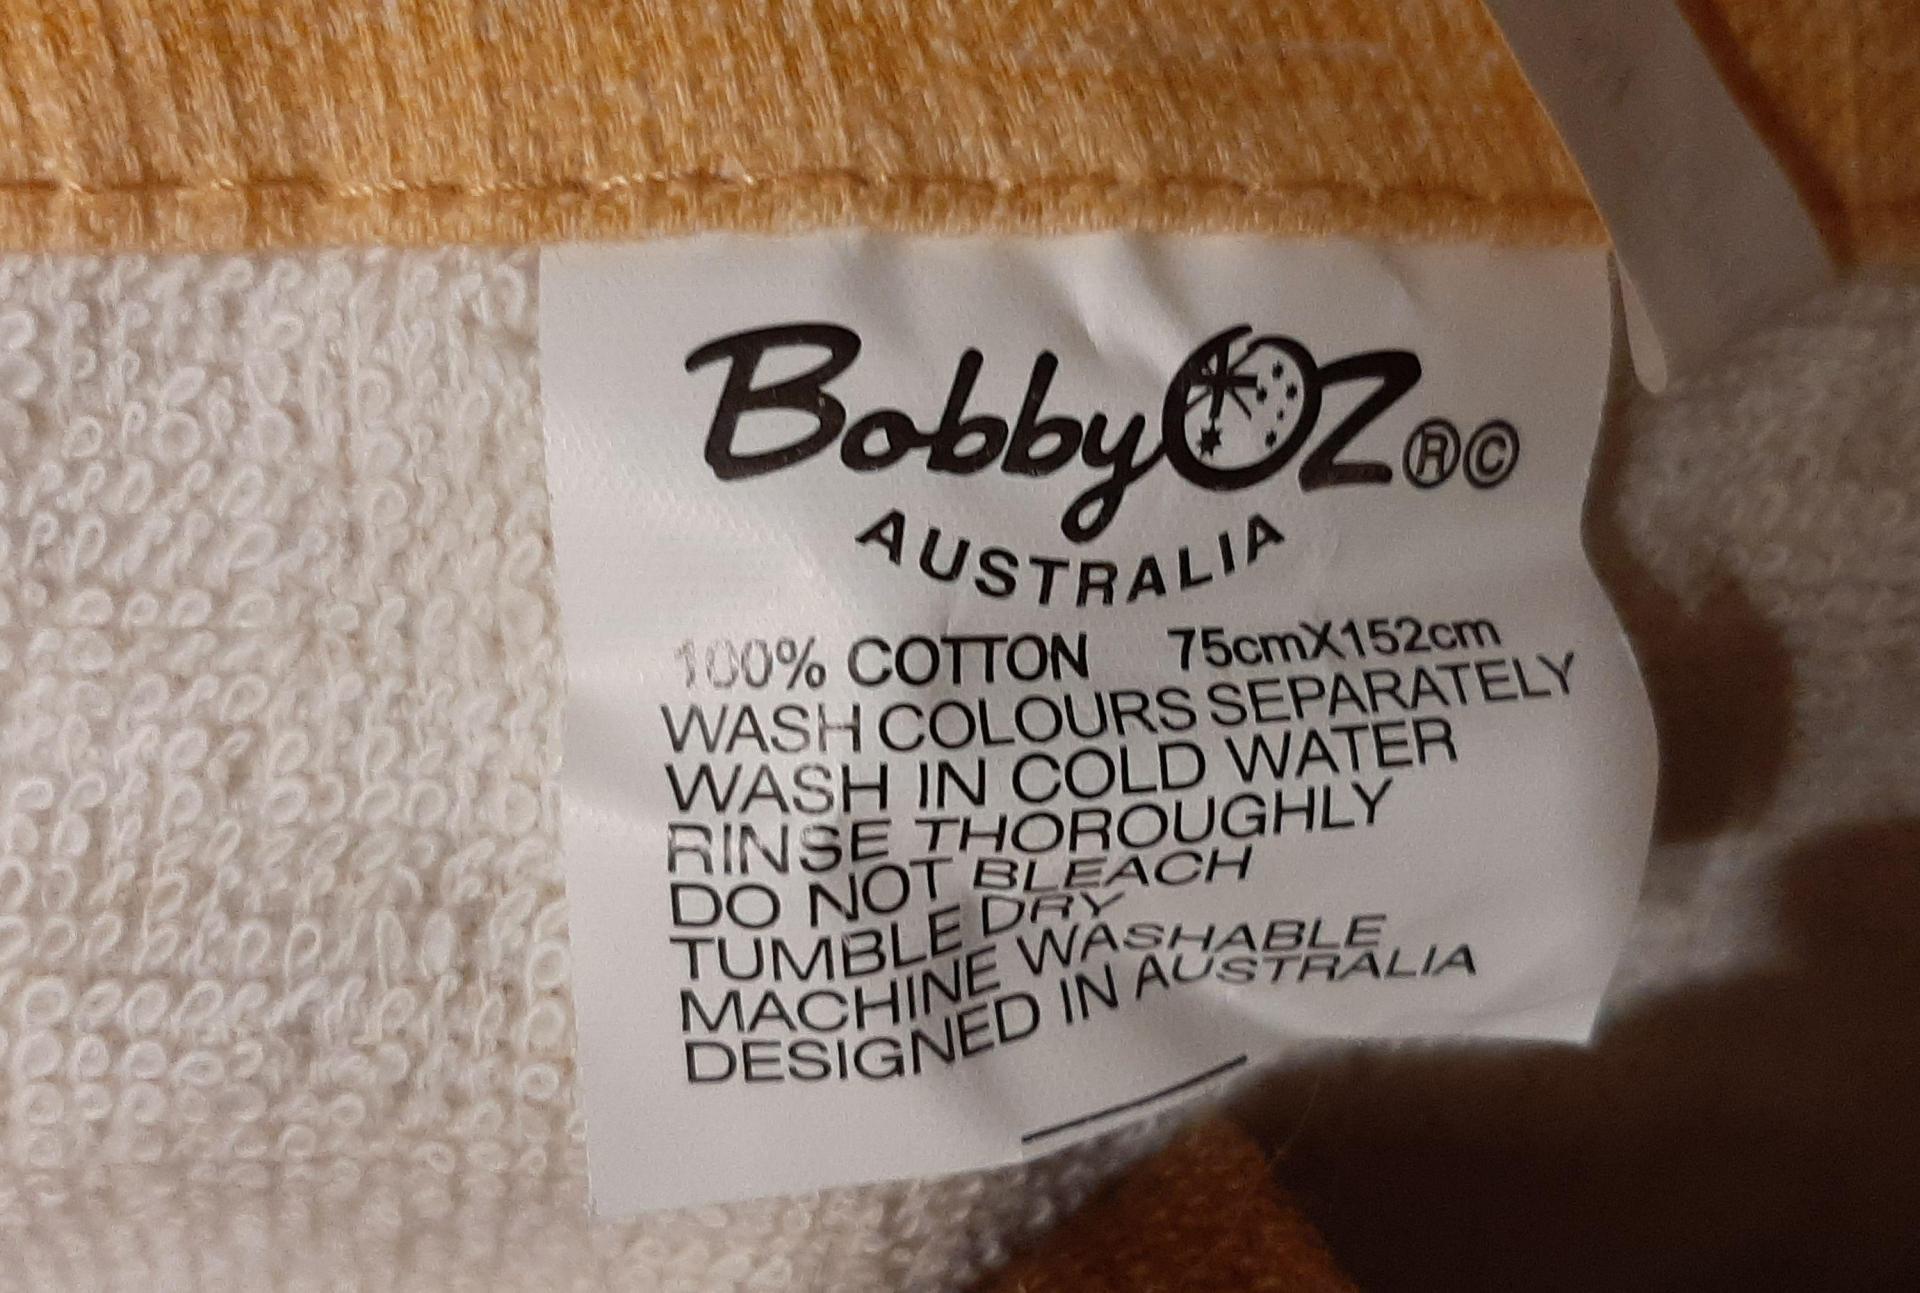 BobbyOZ®©
AUSTRALIA
100% COTTON 75cmX152cm
WASH COLOURS SEPARATELY
WASH IN COLD WATER
RINSE THOROUGHLY
DO NOT BLEACH
TUMBLE DRY
MACHINE WASHABLE
DESIGNED IN AUSTRALIA